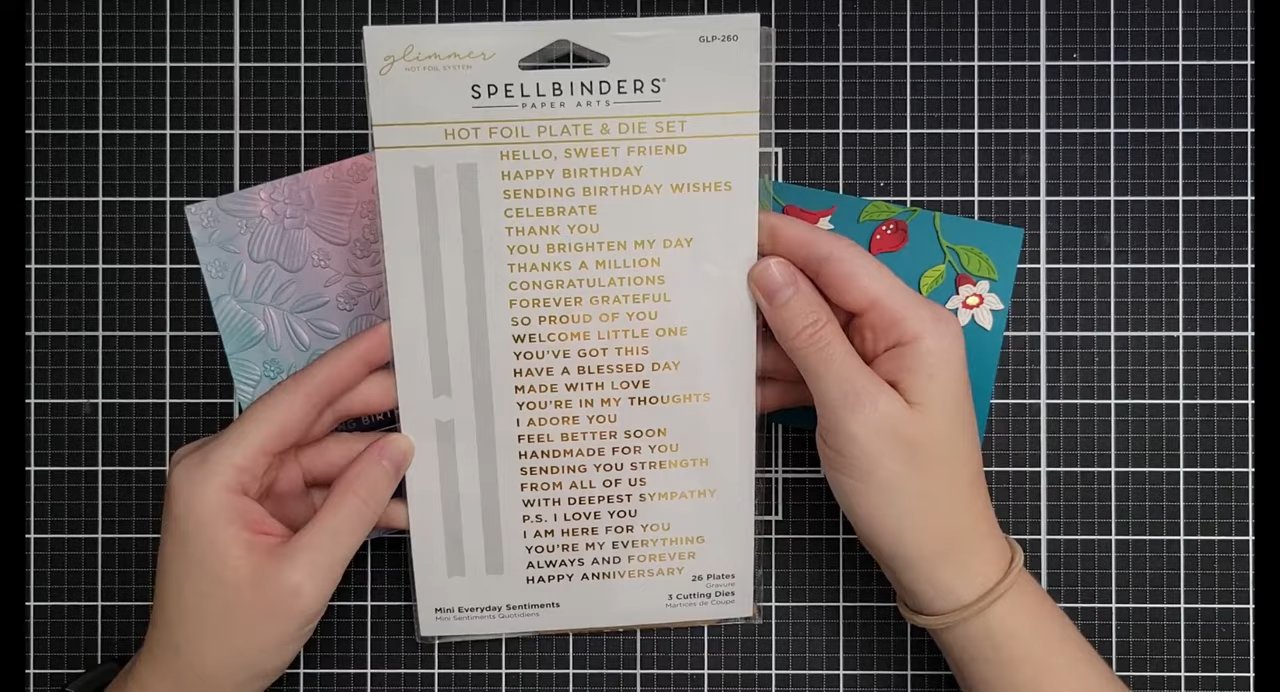 glimmer
HOT FOIL SYSTEM
GLP-260
SPELLBINDERS®
PAPER ARTS
HOT FOIL PLATE & DIE SET
HELLO, SWEET FRIEND
HAPPY BIRTHDAY
SENDING BIRTHDAY WISHES
CELEBRATE
THANK YOU
YOU BRIGHTEN MY DAY
THANKS A MILLION
CONGRATULATIONS
FOREVER GRATEFUL
SO PROUD OF YOU
WELCOME LITTLE ONE
YOU'VE GOT THIS
HAVE A BLESSED DAY
MADE WITH LOVE
YOU'RE IN MY THOUGHTS
I ADORE YOU
FEEL BETTER SOON
HANDMADE FOR YOU
SENDING YOU STRENGTH
FROM ALL OF US
WITH DEEPEST SYMPATHY
P.S. I LOVE YOU
I AM HERE FOR YOU
YOU'RE MY EVERYTHING
ALWAYS AND FOREVER
HAPPY ANNIVERSARY
26 Plates
Gravure
3 Cutting Dies
Martices de Coupe
Mini Everyday Sentiments
Mini Sentiments Quotidiens